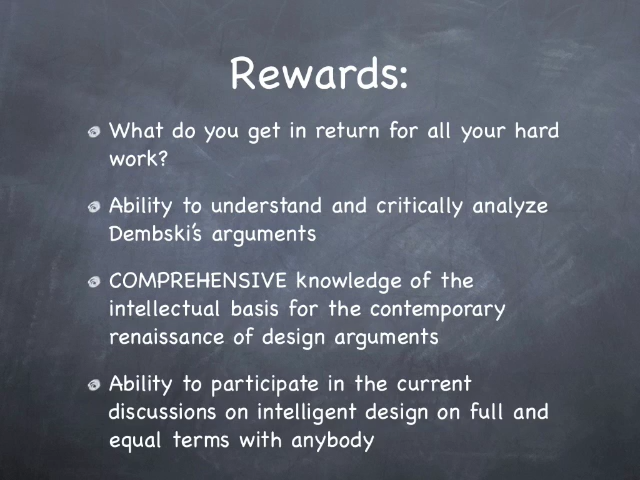 Rewards:
What do you get in return for all your hard
work?
Ability to understand and critically analyze
Dembski's arguments
COMPREHENSIVE knowledge of the
intellectual basis for the contemporary
renaissance of design arguments
Ability to participate in the current
discussions on intelligent design on full and
equal terms with anybody